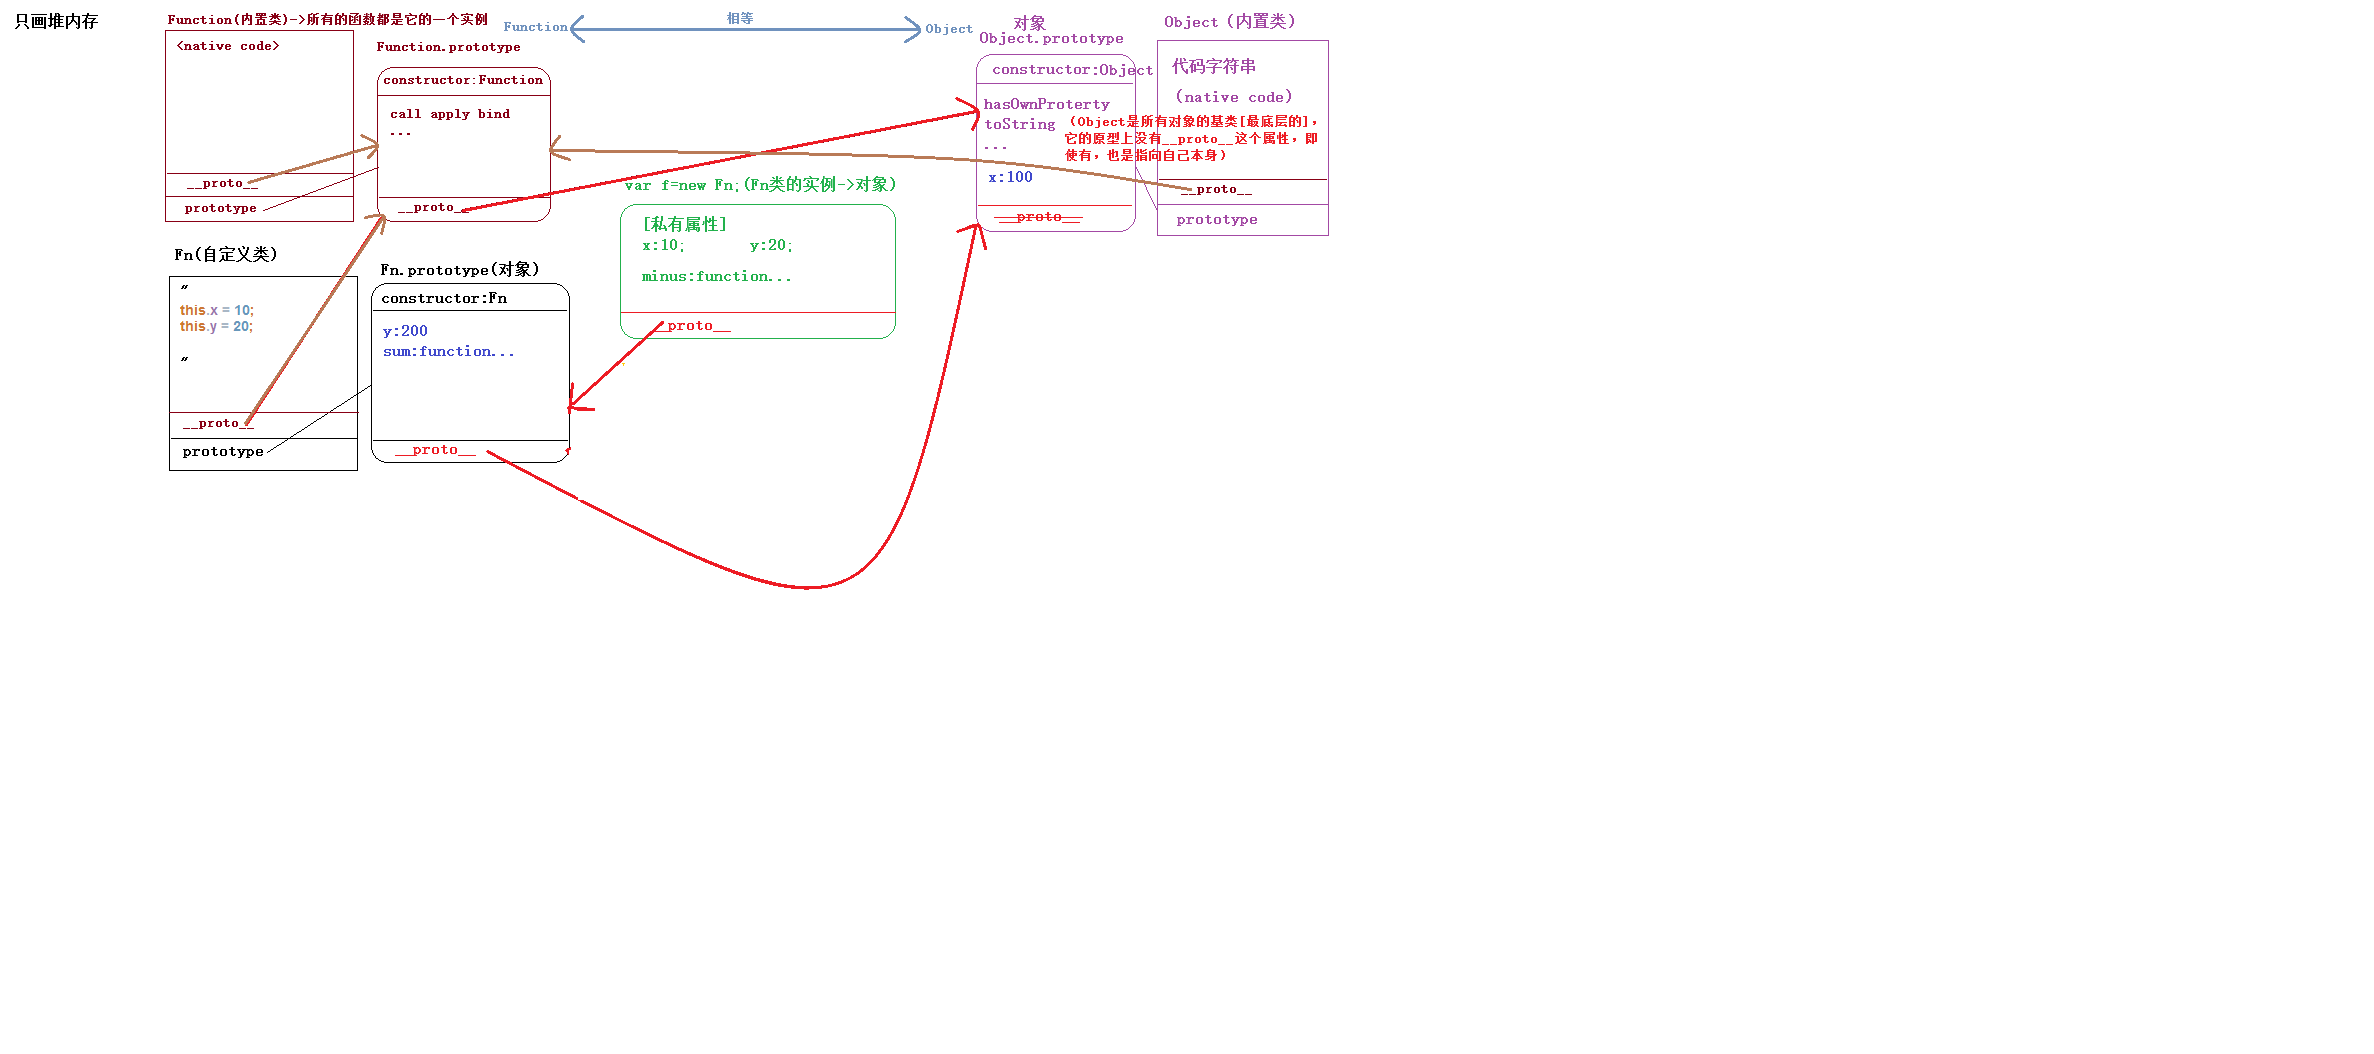 只画堆内存
Function(内置类)->所有的函数都是它的一个实例
<native code>
__proto__
prototype
Function.prototype
constructor:Function
call apply bind
...
__proto__
Function
相等
Object
对象
Object.prototype
constructor:Object
hasOwnProterty
toString
...
x:100
__proto__
Object（内置类）
代码字符串
（native code）
（Object是所有对象的基类[最底层的]，
它的原型上没有__proto__这个属性，即
使有，也是指向自己本身）
__proto__
prototype
var f=new Fn;(Fn类的实例->对象)
[私有属性]
x:10; y:20;
minus:function...
__proto__
Fn(自定义类)
"
this.x = 10;
this.y = 20;
"
__proto__
prototype
Fn.prototype(对象)
constructor:Fn
y:200
sum:function...
__proto__